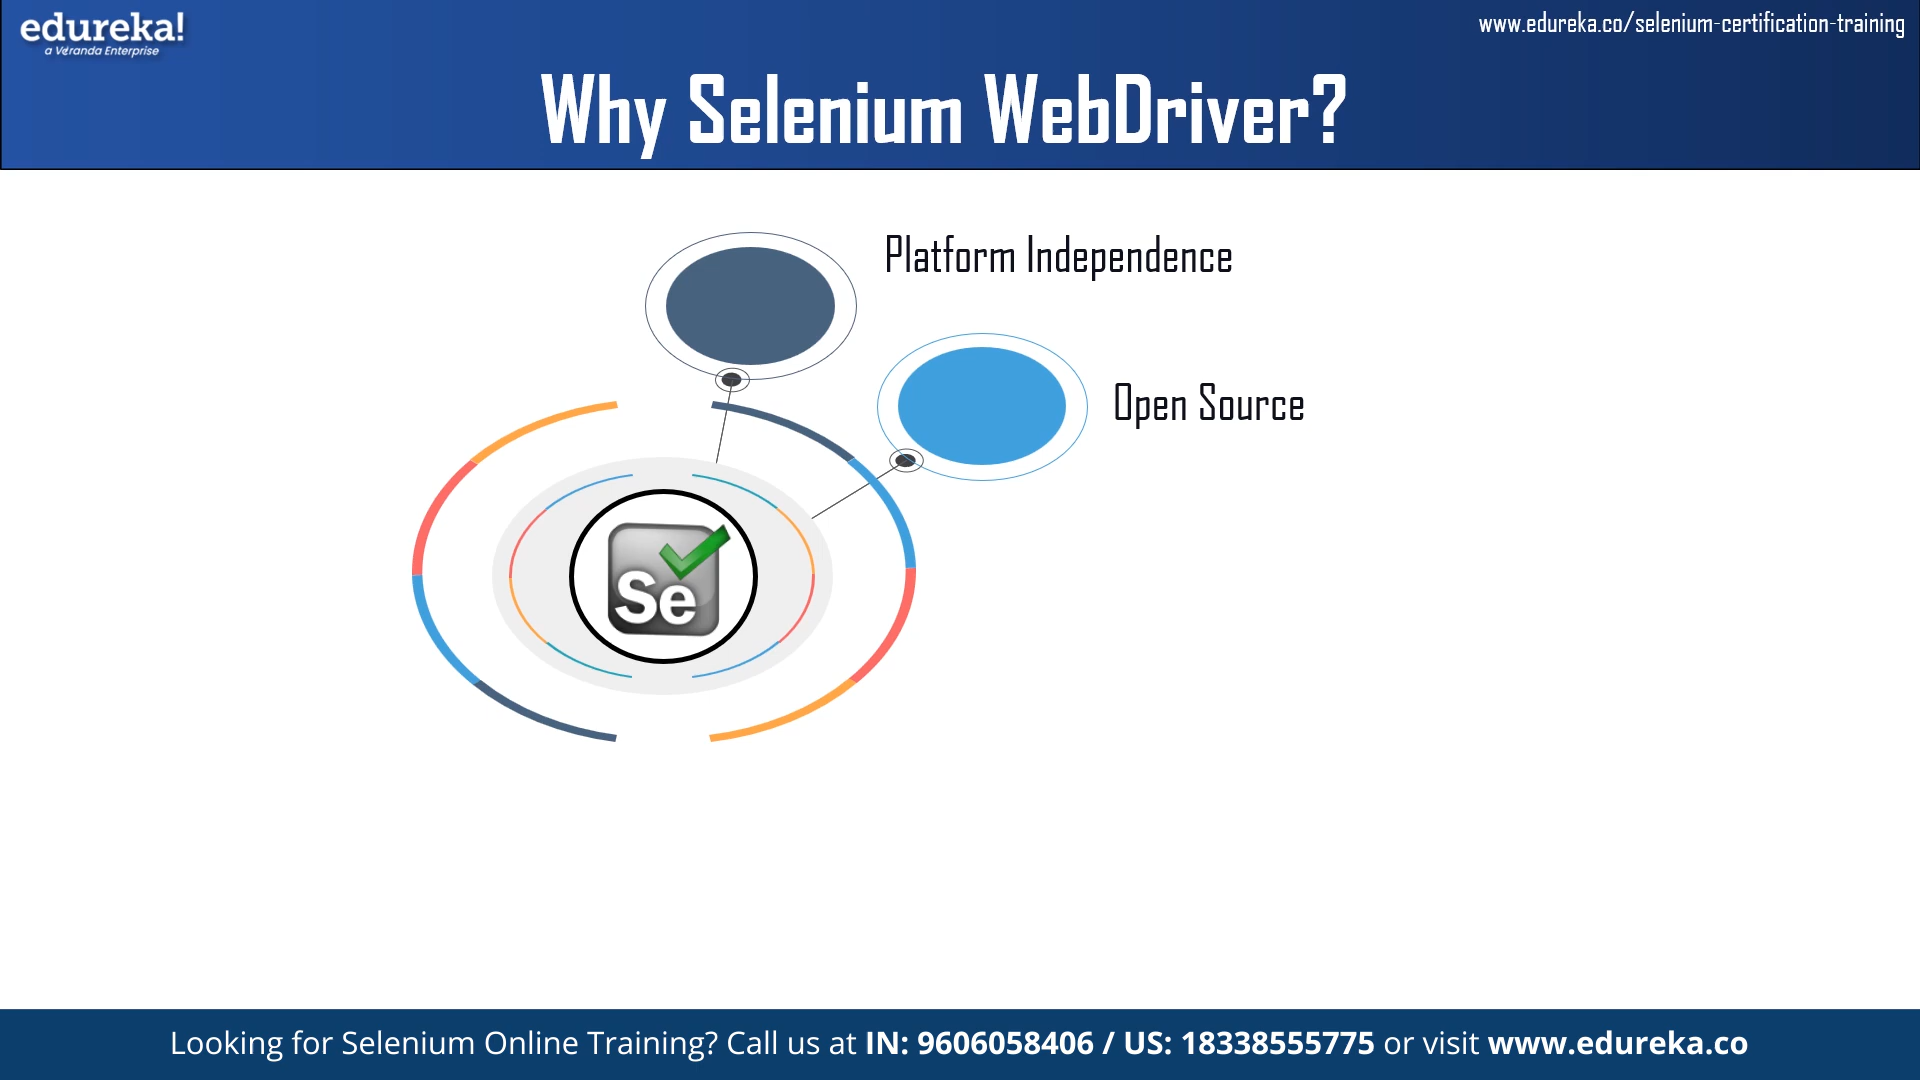 edureka!
a Veranda Enterprise
www.edureka.co/selenium-certification-training
Why Selenium WebDriver?
Platform Independence
Open Source
Se
Looking for Selenium Online Training? Call us at IN: 9606058406 / US: 18338555775 or visit www.edureka.co